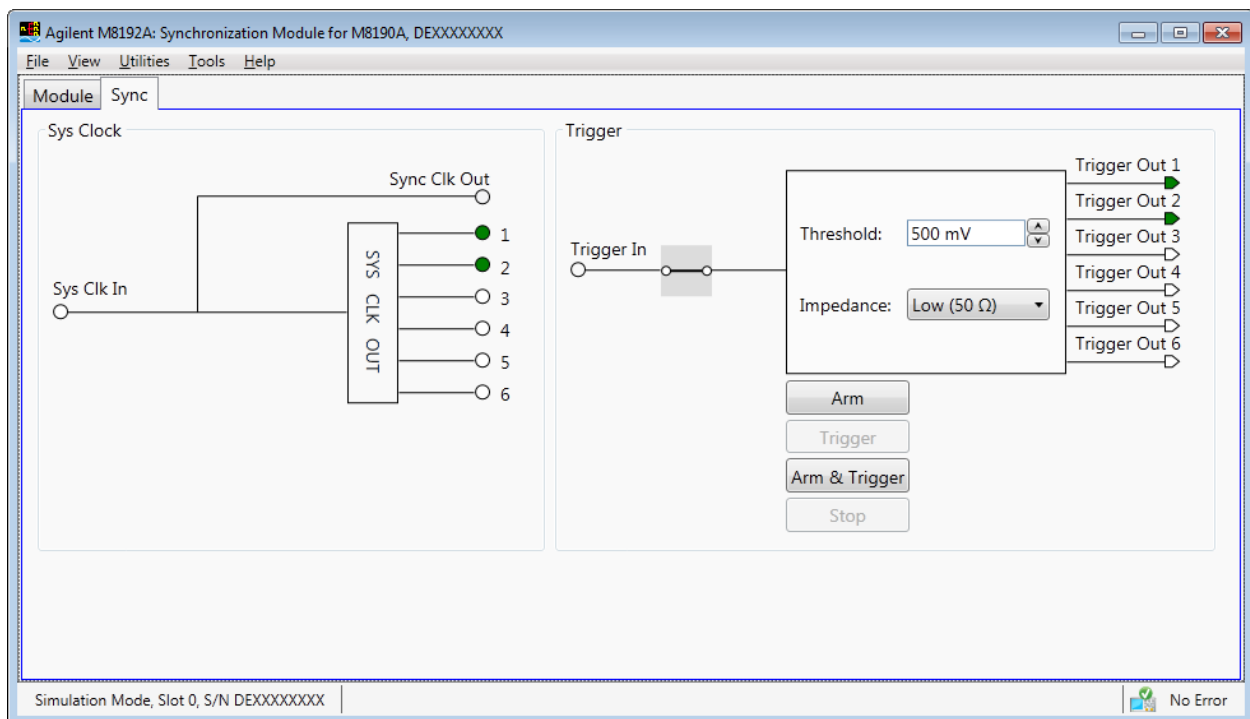 Agilent M8192A: Synchronization Module for M8190A, DEXXXXXXXX
File View Utilities Tools Help
Module Sync
Sys Clock
Sync Clk Out
Sys Clk In
SYS CLK OUT
1
2
3
4
5
6
Trigger
Trigger In
Threshold: 500 mV
Impedance: Low (50 Ω)
Trigger Out 1
Trigger Out 2
Trigger Out 3
Trigger Out 4
Trigger Out 5
Trigger Out 6
Arm
Trigger
Arm & Trigger
Stop
Simulation Mode, Slot 0, S/N DEXXXXXXXX
No Error